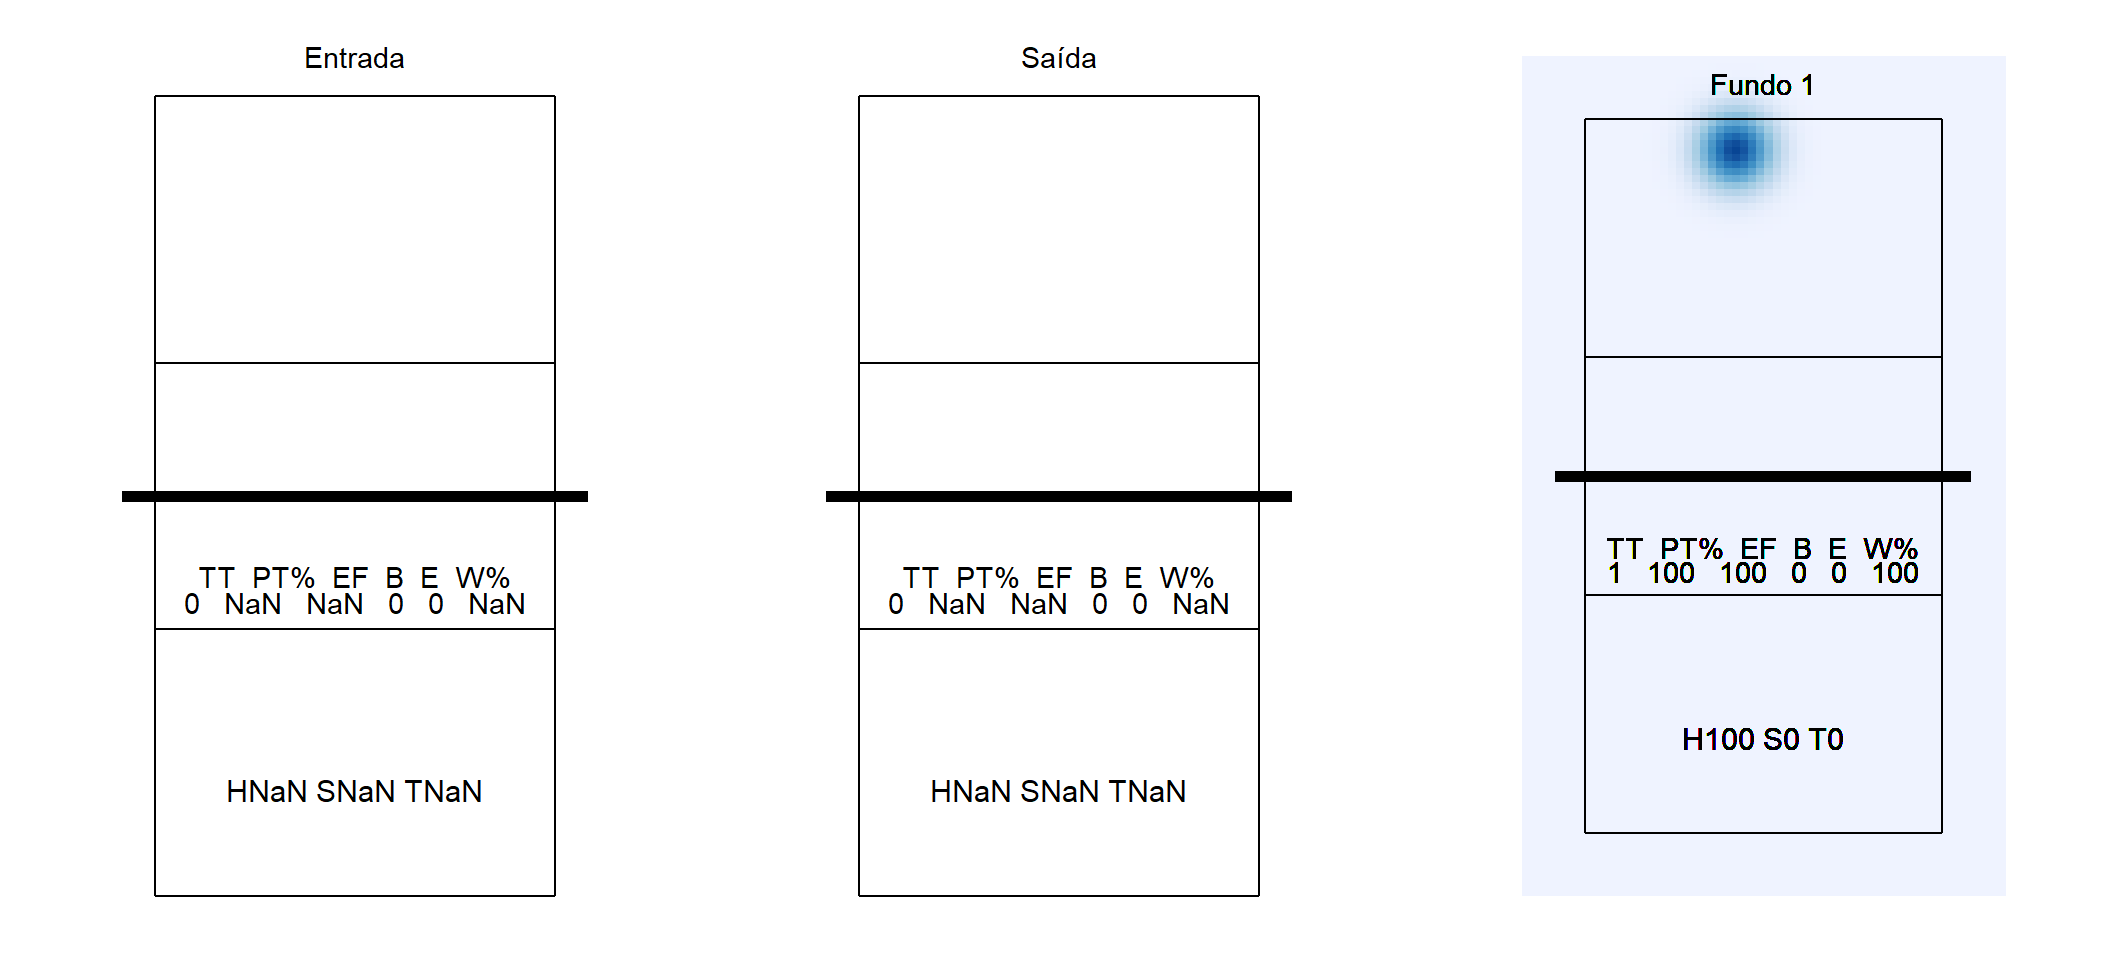 Entrada
TT PT% EF B E W%
0 NaN NaN 0 0 NaN
HNaN SNaN TNaN
Saída
TT PT% EF B E W%
0 NaN NaN 0 0 NaN
HNaN SNaN TNaN
Fundo 1
TT PT% EF B E W%
1 100 100 0 0 100
H100 S0 T0